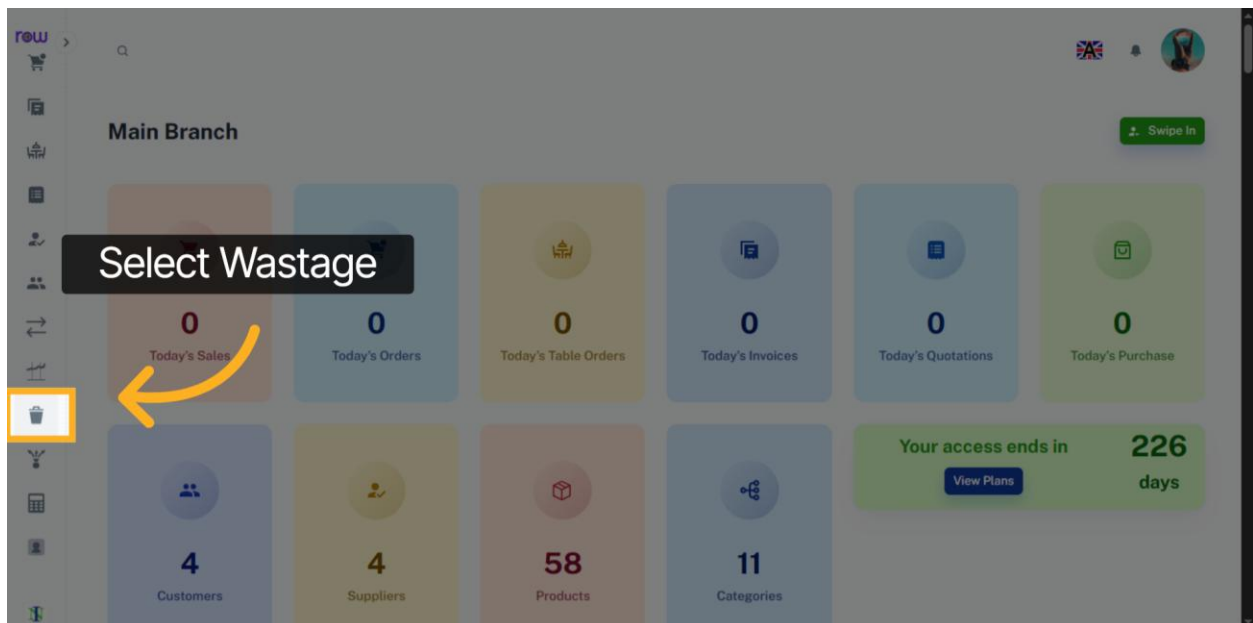 row
Main Branch
Swipe In
Select Wastage
0
Today's Sales
0
Today's Orders
0
Today's Table Orders
0
Today's Invoices
0
Today's Quotations
0
Today's Purchase
4
Customers
4
Suppliers
58
Products
11
Categories
Your access ends in
226
View Plans
days